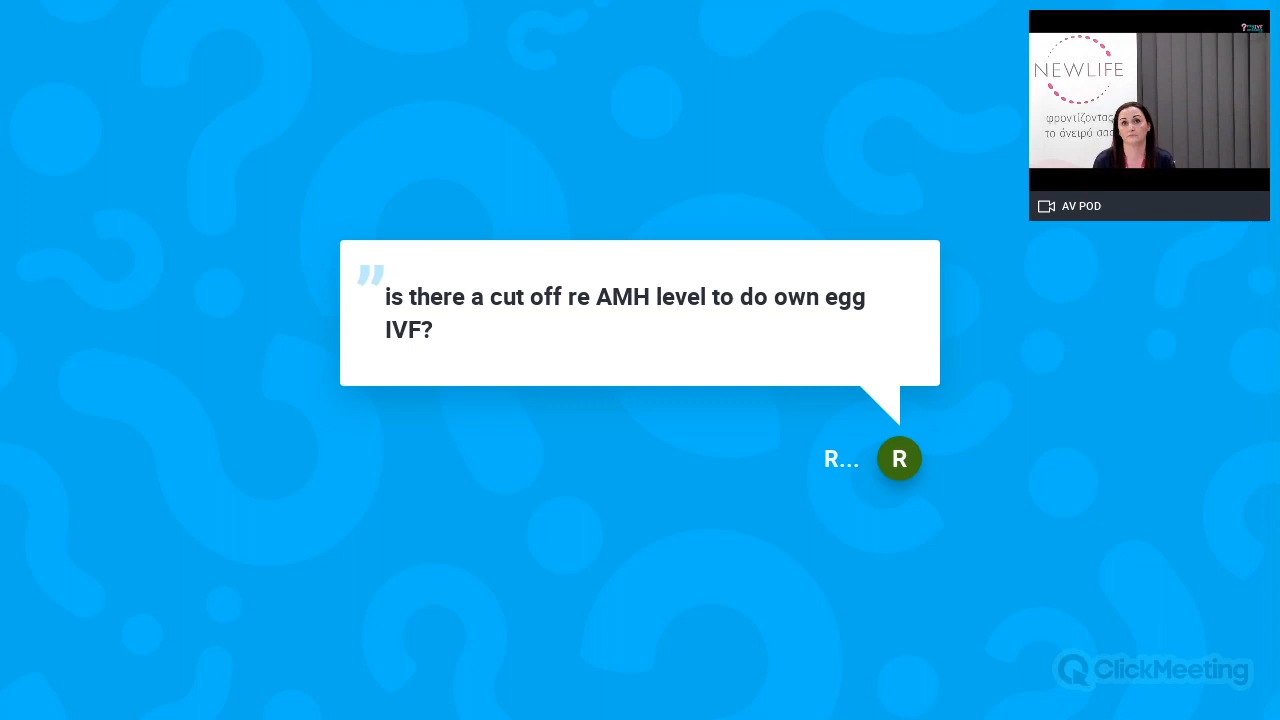 NEWLIFE
φροντίζοντας
το όνειρό σας
AV POD
is there a cut off re AMH level to do own egg
IVF?
R... R
ClickMeeting